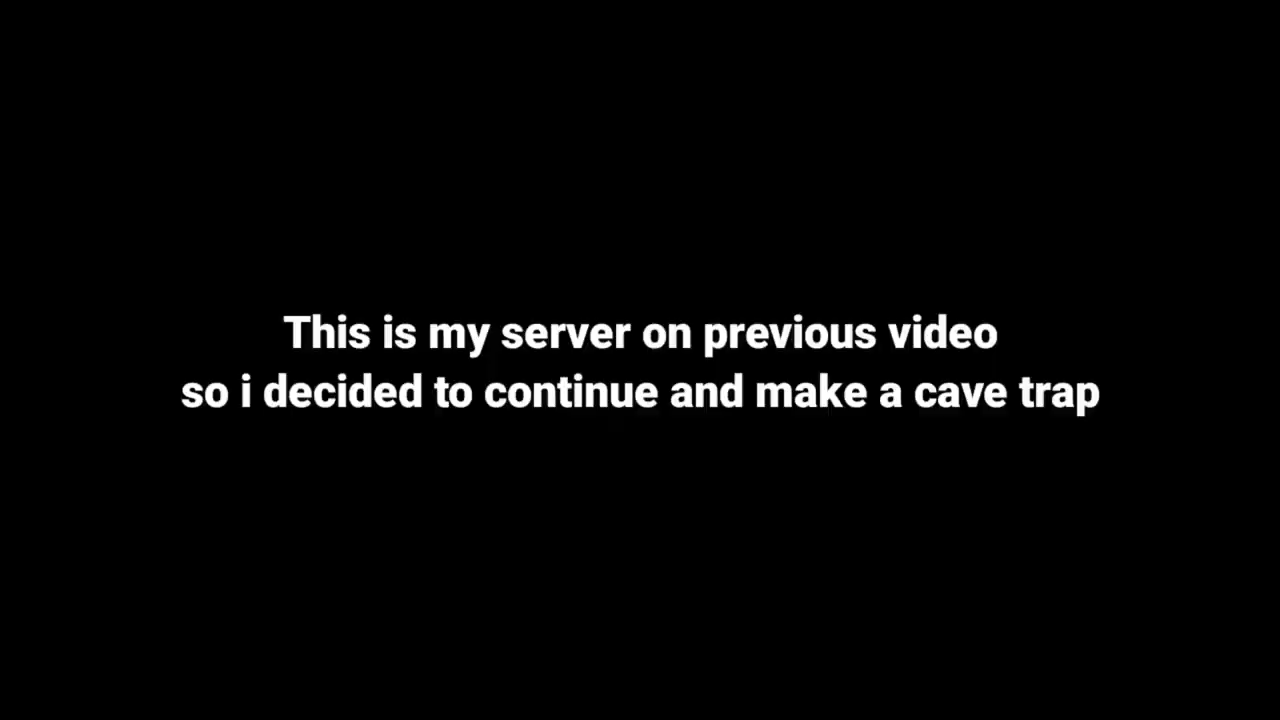 This is my server on previous video
so i decided to continue and make a cave trap